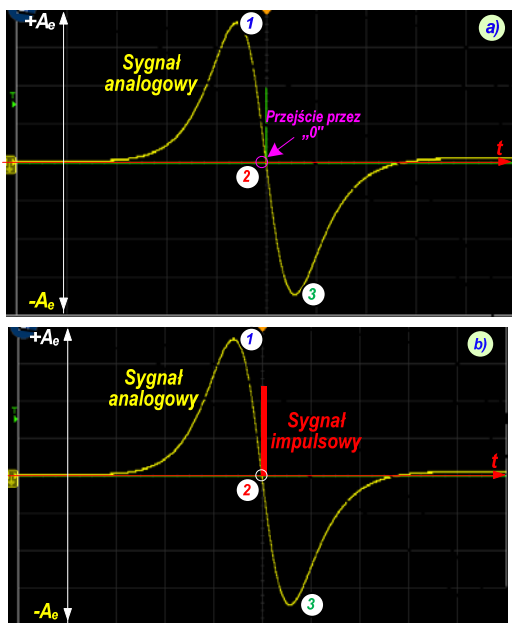 +Ae
1
a)
Sygnał
analogowy
Przejście przez
„0"
t
2
-Ae
3
+Ae
1
b)
Sygnał
analogowy
Sygnał
impulsowy
t
2
-Ae
3